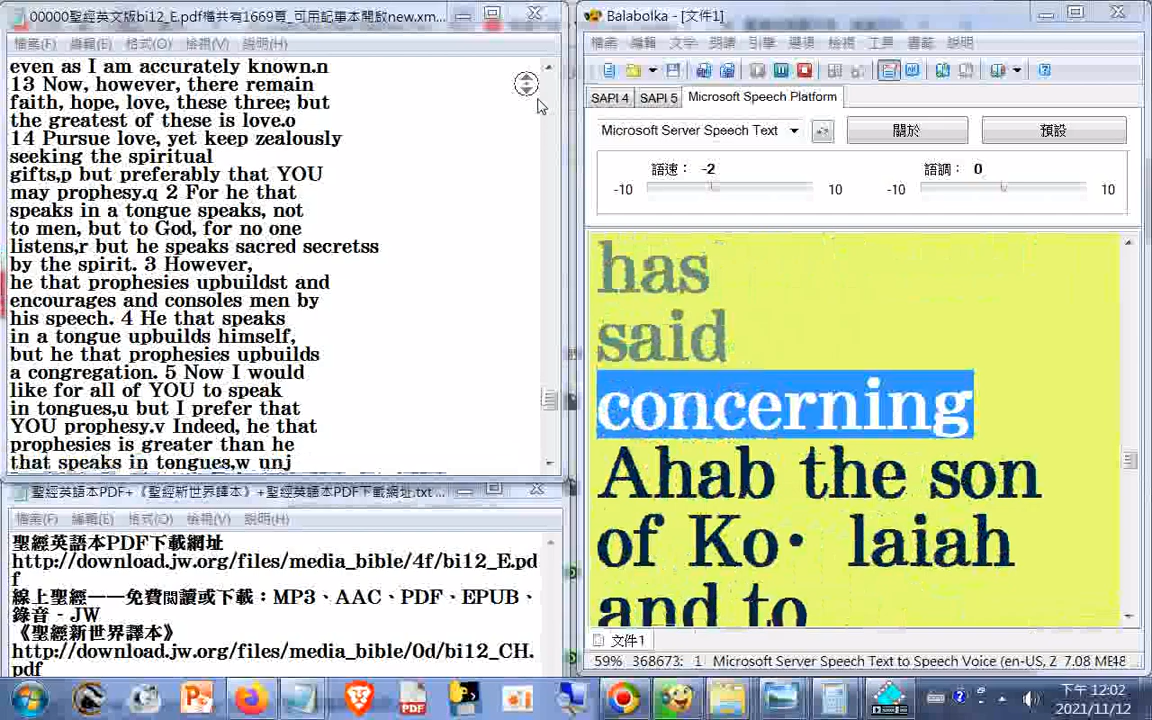 00000聖經英文版bi12_E.pdf檔共有1669頁_可用記事本開啟new.xm...
檔案(F) 編輯(E) 格式(O) 檢視(V) 說明(H)
even as I am accurately known.n
13 Now, however, there remain
faith, hope, love, these three; but
the greatest of these is love.o
14 Pursue love, yet keep zealously
seeking the spiritual
gifts,p but preferably that YOU
may prophesy.q 2 For he that
speaks in a tongue speaks, not
to men, but to God, for no one
listens,r but he speaks sacred secretss
by the spirit. 3 However,
he that prophesies upbuildst and
encourages and consoles men by
his speech. 4 He that speaks
in a tongue upbuilds himself,
but he that prophesies upbuilds
a congregation. 5 Now I would
like for all of YOU to speak
in tongues,u but I prefer that
YOU prophesy.v Indeed, he that
prophesies is greater than he
that speaks in tongues,w unj
聖經英語本PDF+《聖經新世界譯本》+聖經英語本PDF下載網址.txt ...
檔案(F) 編輯(E) 格式(O) 檢視(V) 說明(H)
聖經英語本PDF下載網址
http://download.jw.org/files/media_bible/4f/bi12_E.pd
f
線上聖經——免費閱讀或下載：MP3、AAC、PDF、EPUB、
錄音 - JW
《聖經新世界譯本》
http://download.jw.org/files/media_bible/0d/bi12_CH.
pdf
Balabolka - [文件1]
檔案 編輯 文字 朗讀 引擎 選項 檢視 工具 書籤 說明
SAPI 4 SAPI 5 Microsoft Speech Platform
Microsoft Server Speech Text 關於 預設
語速： -2 語調： 0
-10 10 -10 10
has
said
concerning
Ahab the son
of Ko· laiah
and to
文件1
59% 368673: 1 Microsoft Server Speech Text to Speech Voice (en-US, Z 7.08 ME48
PDF
下午 12:02
2021/11/12